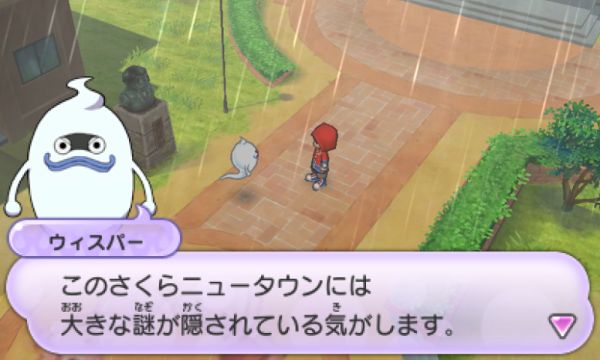 ウィスパー
このさくらニュータウンには
大きな謎が隠されている気がします。